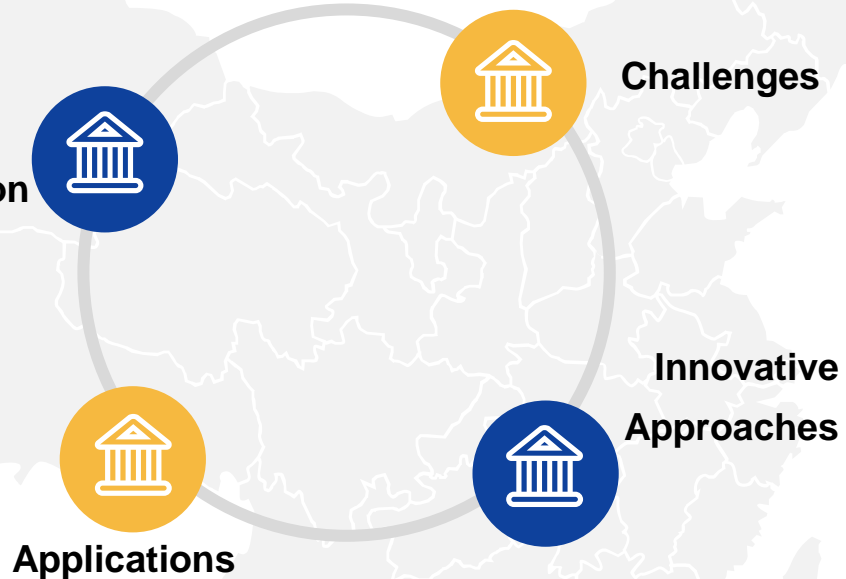 Challenges
on
Innovative
Approaches
Applications